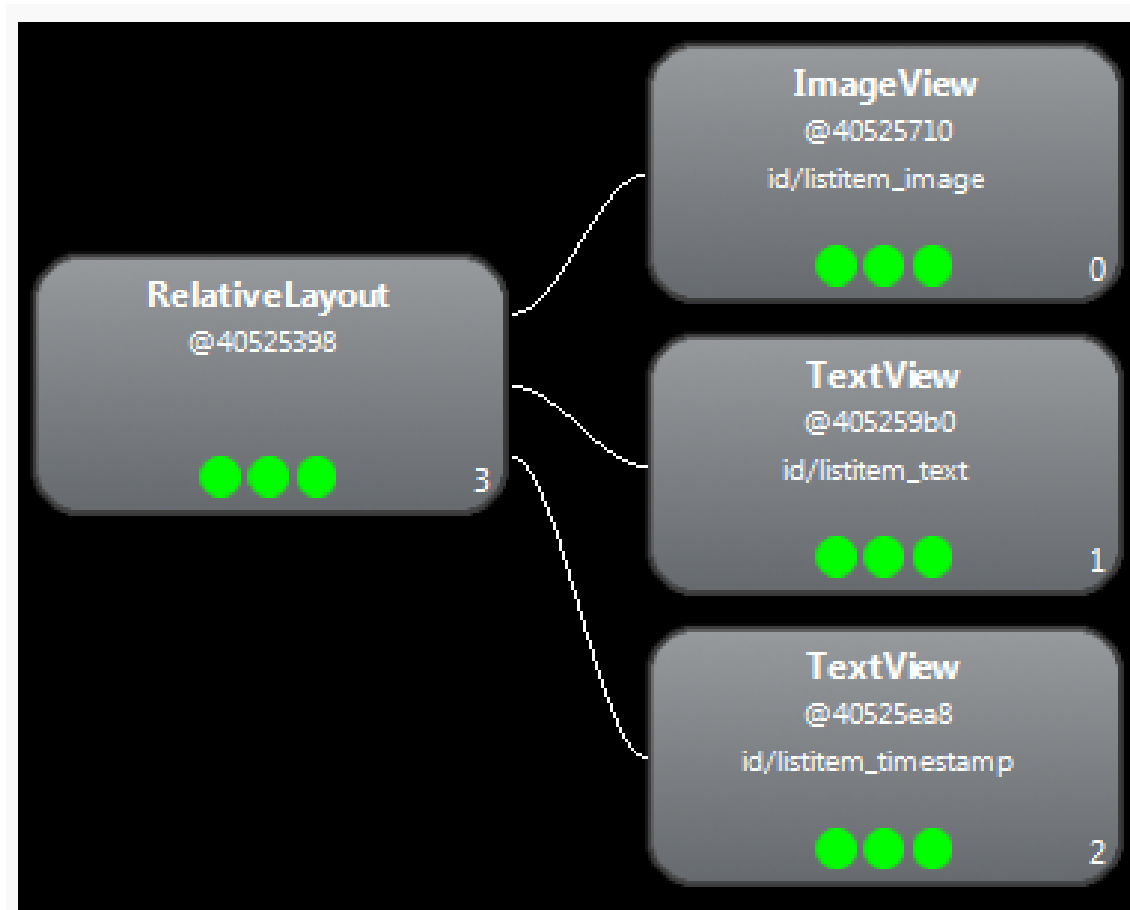 RelativeLayout
@40525398
3
ImageView
@40525710
id/listitem_image
0
TextView
@405259b0
id/listitem_text
1
TextView
@40525ea8
id/listitem_timestamp
2